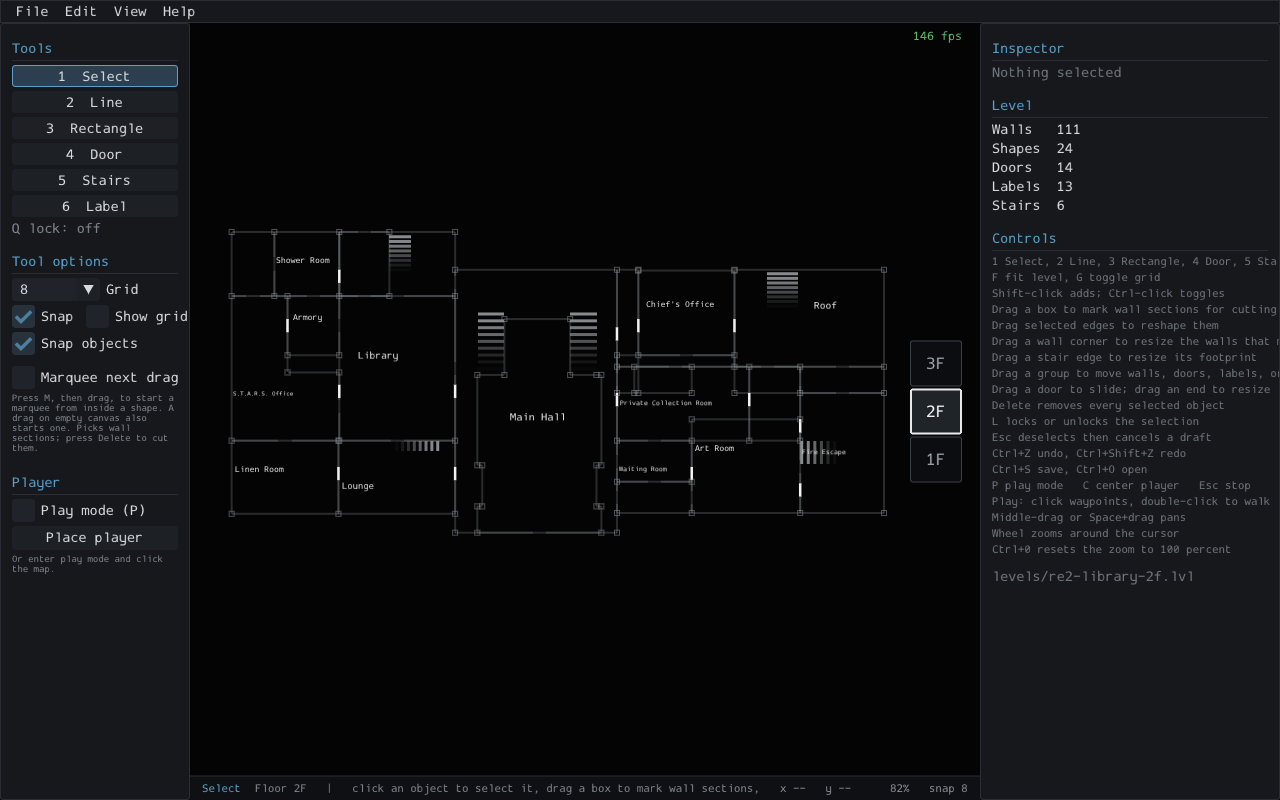 File Edit View Help
Tools
1 Select
2 Line
3 Rectangle
4 Door
5 Stairs
6 Label
Q lock: off
Tool options
8 ▼ Grid
Snap Show grid
Snap objects
Marquee next drag
Press M, then drag, to start a
marquee from inside a shape. A
drag on empty canvas also
starts one. Picks wall
sections; press Delete to cut
them.
Player
Play mode (P)
Place player
Or enter play mode and click
the map.
146 fps
Shower Room
Armory
Library
S.T.A.R.S. Office
Linen Room
Lounge
Main Hall
Chief's Office
Roof
Private Collection Room
Art Room
Waiting Room
Fire Escape
3F
2F
1F
Inspector
Nothing selected
Level
Walls 111
Shapes 24
Doors 14
Labels 13
Stairs 6
Controls
1 Select, 2 Line, 3 Rectangle, 4 Door, 5 Sta
F fit level, G toggle grid
Shift-click adds; Ctrl-click toggles
Drag a box to mark wall sections for cutting
Drag selected edges to reshape them
Drag a wall corner to resize the walls that
Drag a stair edge to resize its footprint
Drag a group to move walls, doors, labels, o
Drag a door to slide; drag an end to resize
Delete removes every selected object
L locks or unlocks the selection
Esc deselects then cancels a draft
Ctrl+Z undo, Ctrl+Shift+Z redo
Ctrl+S save, Ctrl+O open
P play mode C center player Esc stop
Play: click waypoints, double-click to walk
Middle-drag or Space+drag pans
Wheel zooms around the cursor
Ctrl+0 resets the zoom to 100 percent
levels/re2-library-2f.lvl
Select Floor 2F | click an object to select it, drag a box to mark wall sections, x -- y -- 82% snap 8